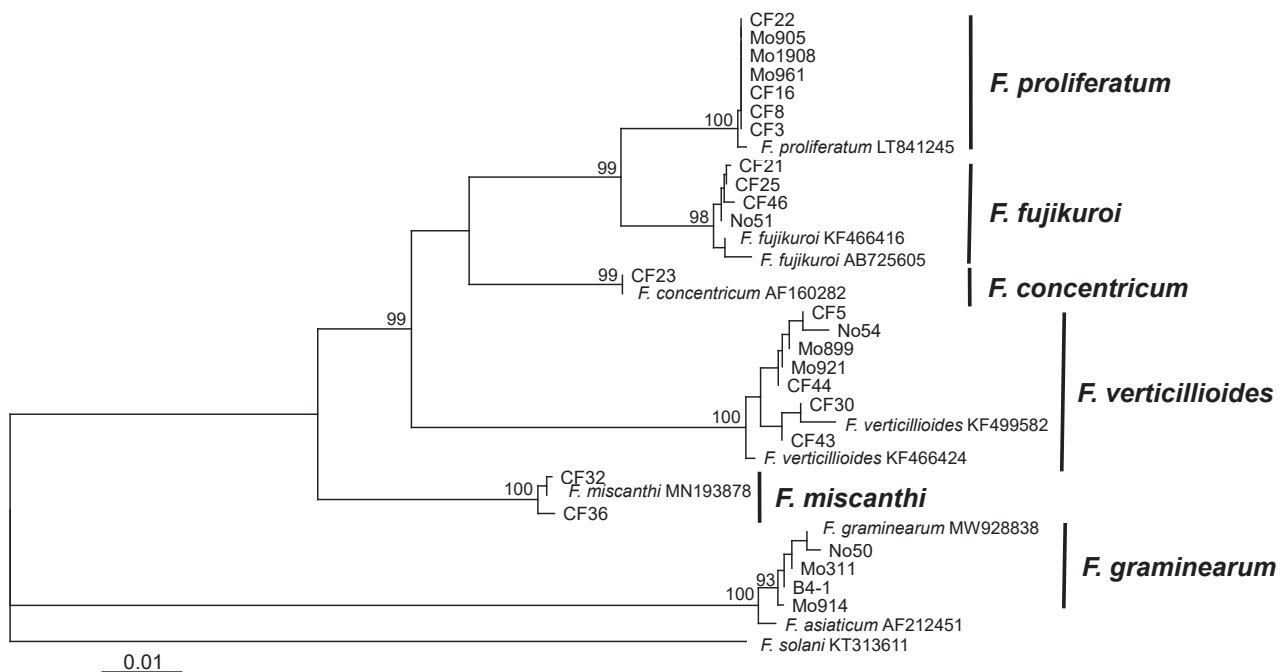 CF22
Mo905
Mo1908
Mo961
CF16
CF8
CF3
100
F. proliferatum LT841245
F. proliferatum
99
CF21
CF25
CF46
No51
98
F. fujikuroi KF466416
F. fujikuroi AB725605
F. fujikuroi
99
CF23
F. concentricum AF160282
F. concentricum
99
CF5
No54
Mo899
Mo921
CF44
100
CF30
F. verticillioides KF499582
CF43
F. verticillioides KF466424
F. verticillioides
CF32
100
F. miscanthi MN193878
CF36
F. miscanthi
F. graminearum MW928838
No50
Mo311
93
B4-1
100
Mo914
F. graminearum
F. asiaticum AF212451
F. solani KT313611
0.01